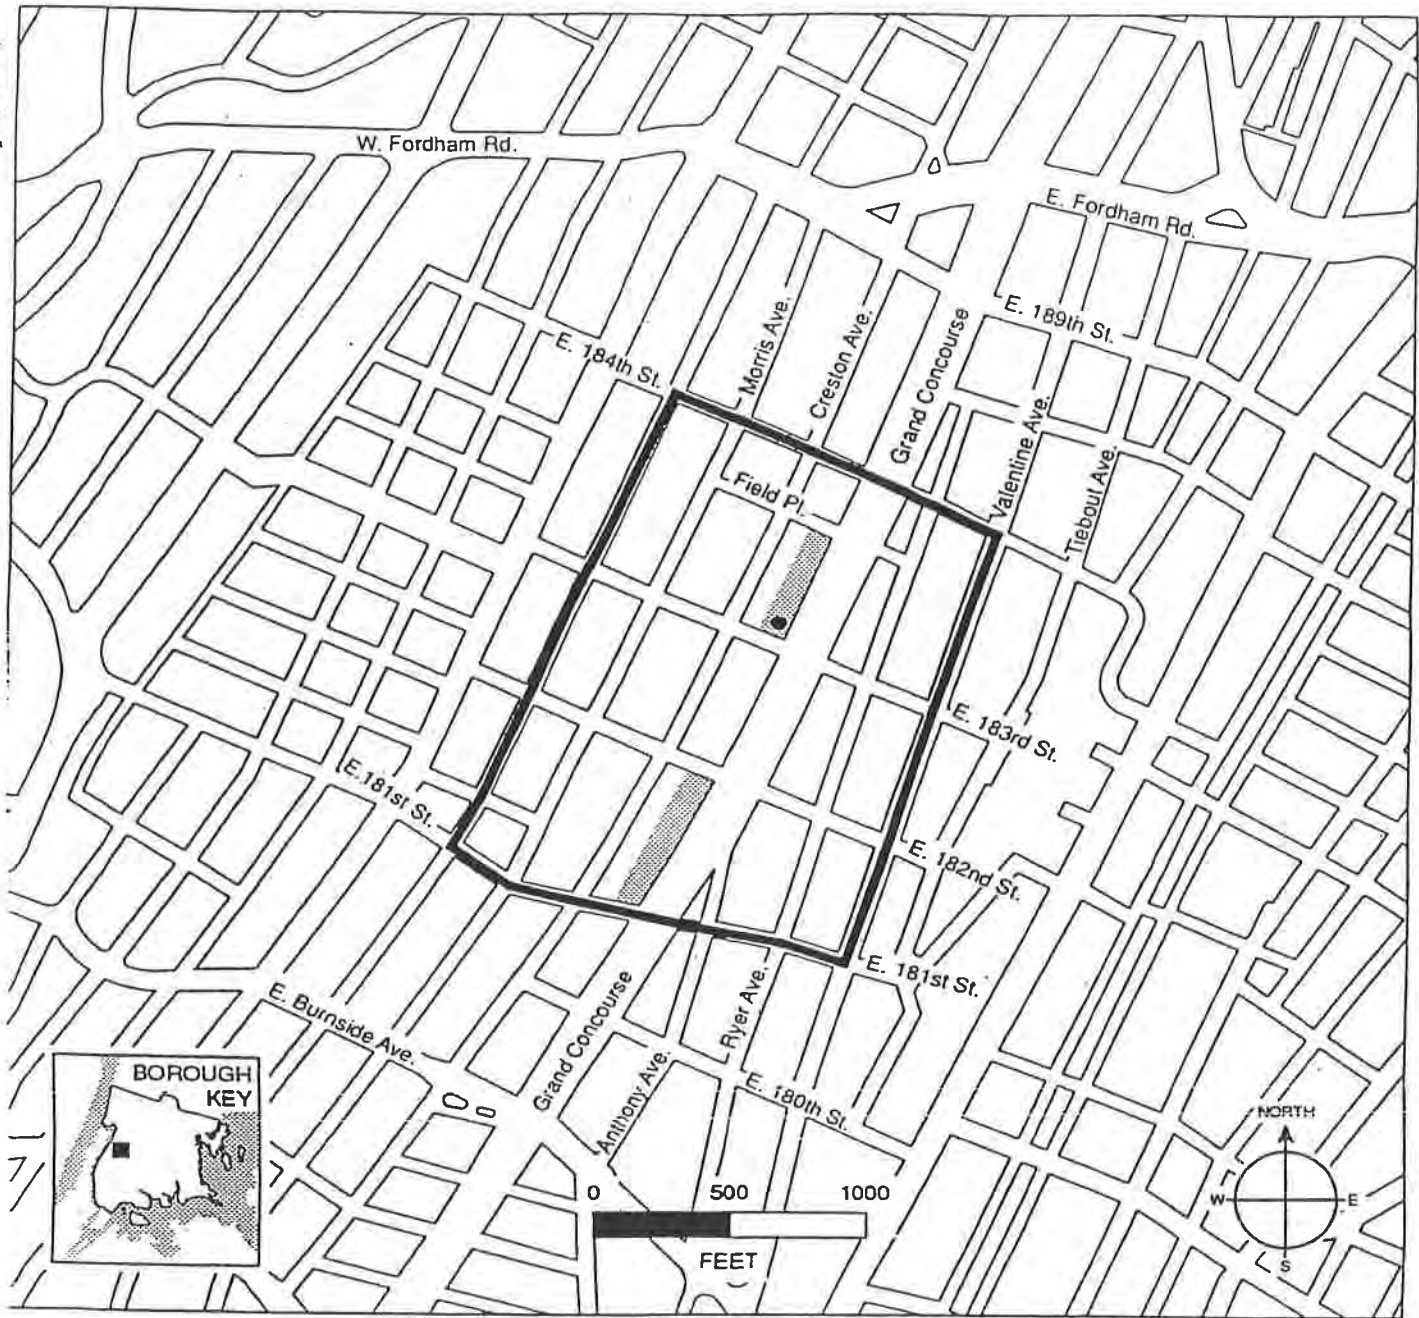 W. Fordham Rd.
E. Fordham Rd.
E. 189th St.
E. 184th St.
Morris Ave.
Creston Ave.
Grand Concourse
Valentine Ave.
Tiebout Ave.
Field Pl.
E. 183rd St.
E. 181st St.
E. 182nd St.
E. 181st St.
E. Burnside Ave.
Grand Concourse
Anthony Ave.
Ryer Ave.
E. 180th St.
BOROUGH
KEY
0 500 1000
FEET
NORTH
W E
S